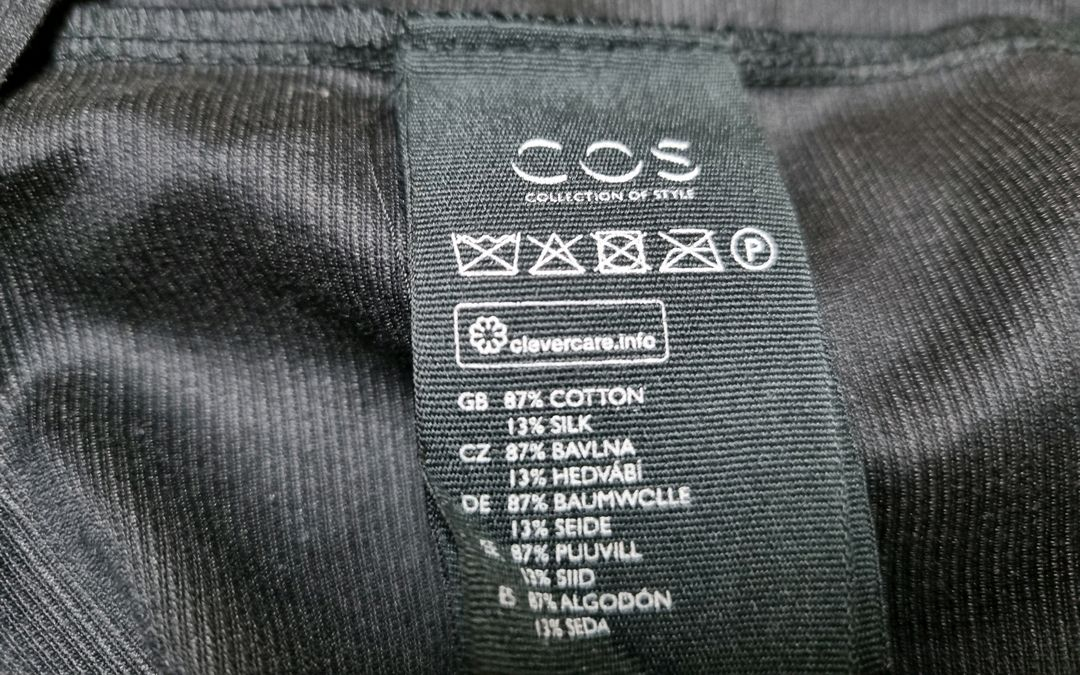 COS
COLLECTION OF STYLE
P
clevercare.info
GB 87% COTTON
13% SILK
CZ 87% BAVLNA
13% HEDVÁBÍ
DE 87% BAUMWOLLE
13% SEIDE
87% PUUVILL
13% SIID
ES 87% ALGODÓN
13% SEDA